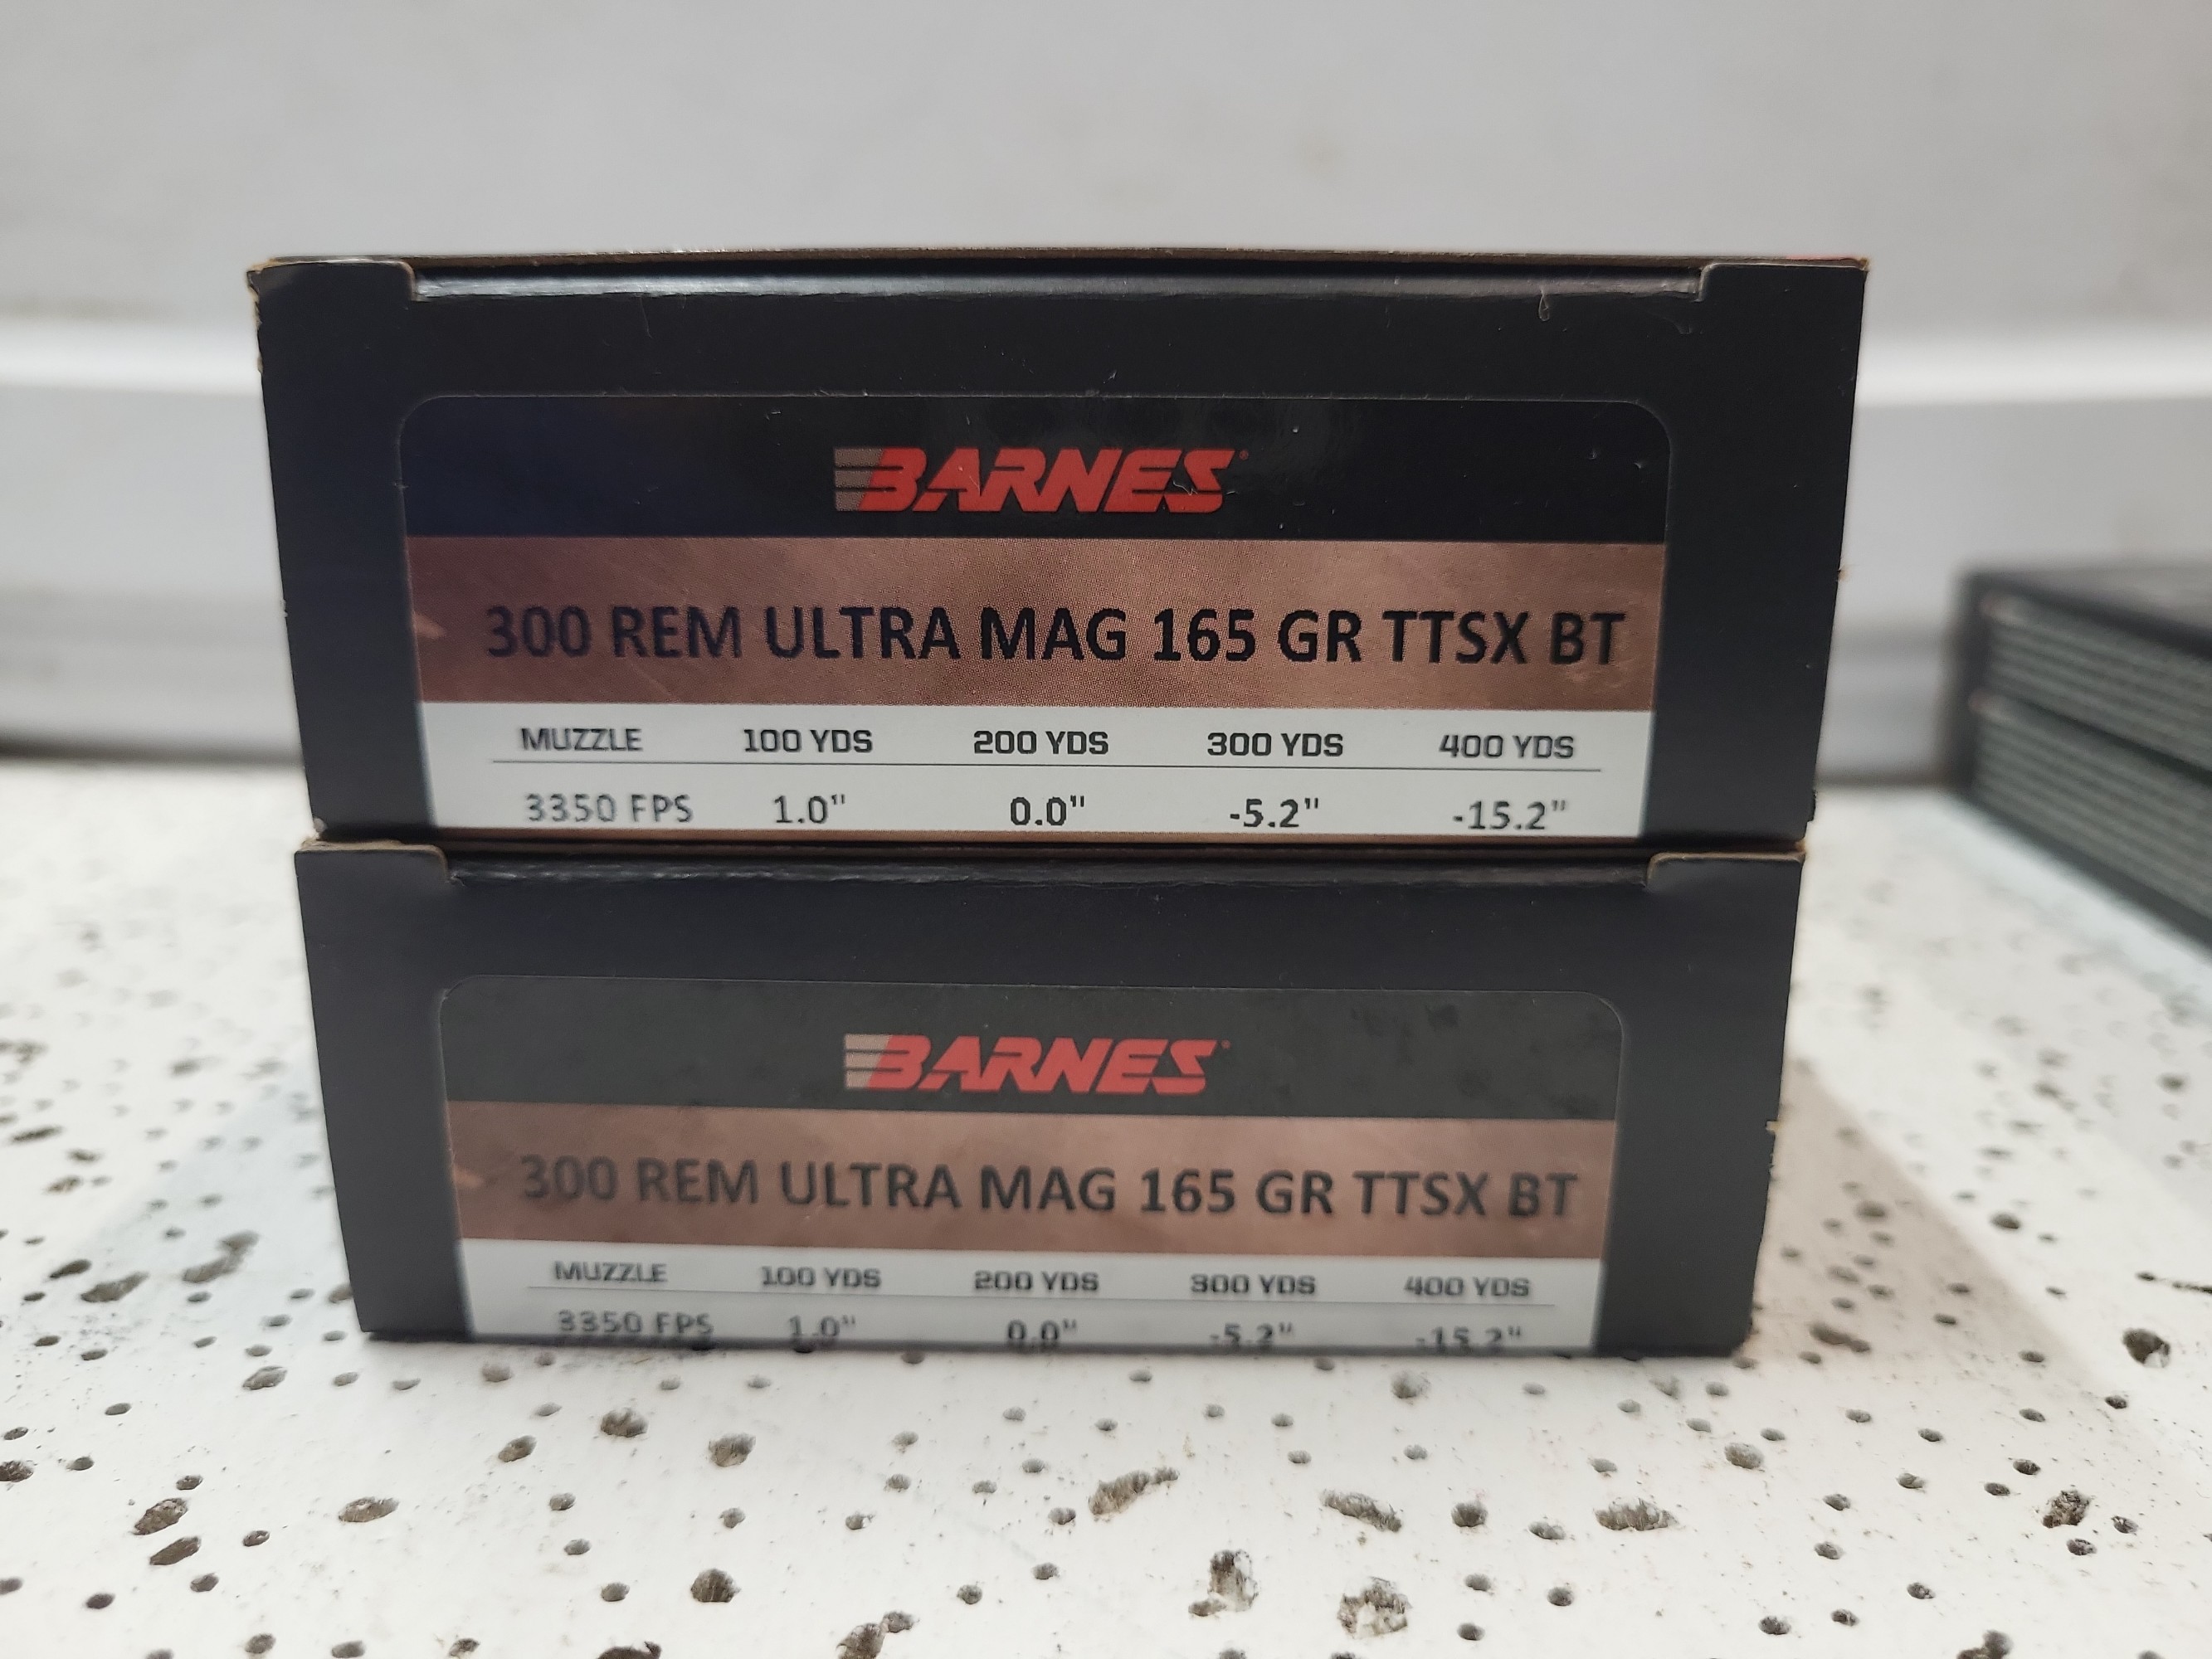 BARNES
300 REM ULTRA MAG 165 GR TTSX BT
MUZZLE 100 YDS 200 YDS 300 YDS 400 YDS
3350 FPS 1.0" 0.0" -5.2" -15.2"
BARNES
300 REM ULTRA MAG 165 GR TTSX BT
MUZZLE 100 YDS 200 YDS 300 YDS 400 YDS
3350 FPS 1.0" 0.0" -5.2" -15.2"